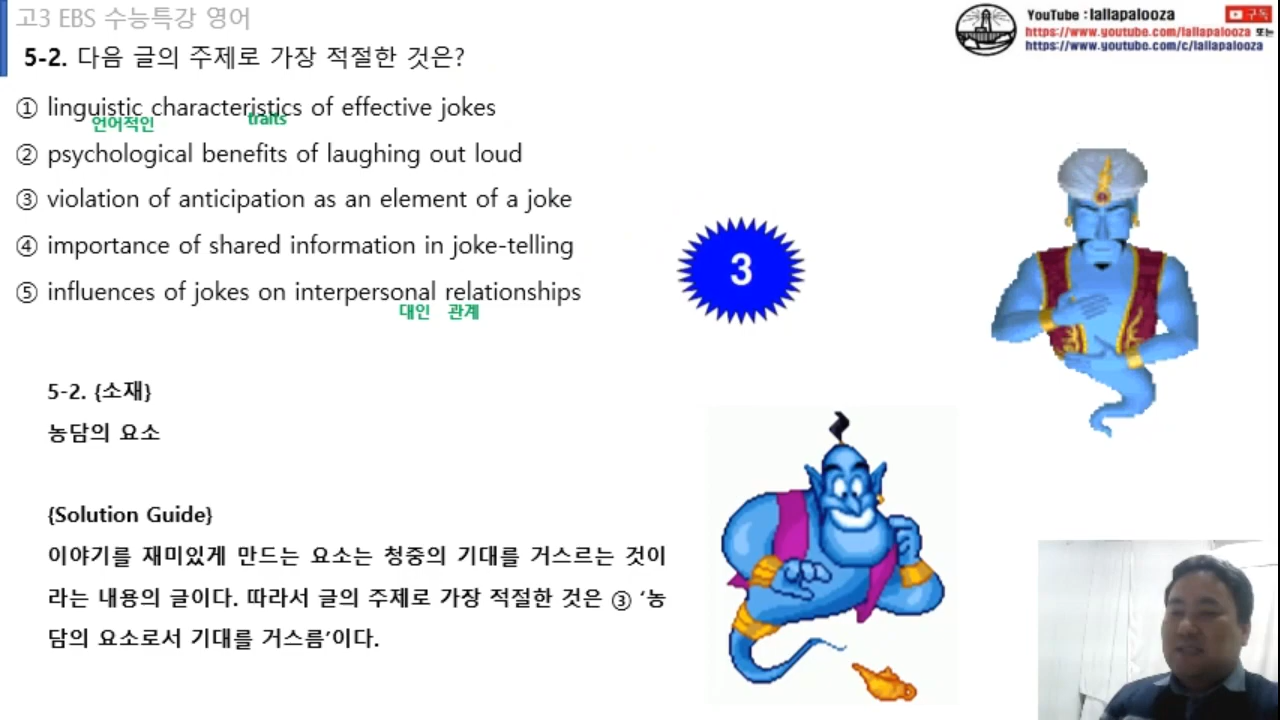 고3 EBS 수능특강 영어
YouTube : lallapalooza
구독
https://www.youtube.com/lallapalooza 또는
https://www.youtube.com/c/lallapalooza
5-2. 다음 글의 주제로 가장 적절한 것은?
① linguistic characteristics of effective jokes
언어적인 traits
② psychological benefits of laughing out loud
③ violation of anticipation as an element of a joke
④ importance of shared information in joke-telling
⑤ influences of jokes on interpersonal relationships
대인 관계
3
5-2. {소재}
농담의 요소
{Solution Guide}
이야기를 재미있게 만드는 요소는 청중의 기대를 거스르는 것이
라는 내용의 글이다. 따라서 글의 주제로 가장 적절한 것은 ③ ‘농
담의 요소로서 기대를 거스름’이다.